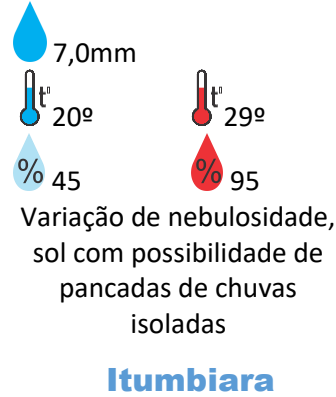 7,0mm
t° 20º t° 29º
% 45 % 95
Variação de nebulosidade,
sol com possibilidade de
pancadas de chuvas
isoladas
Itumbiara